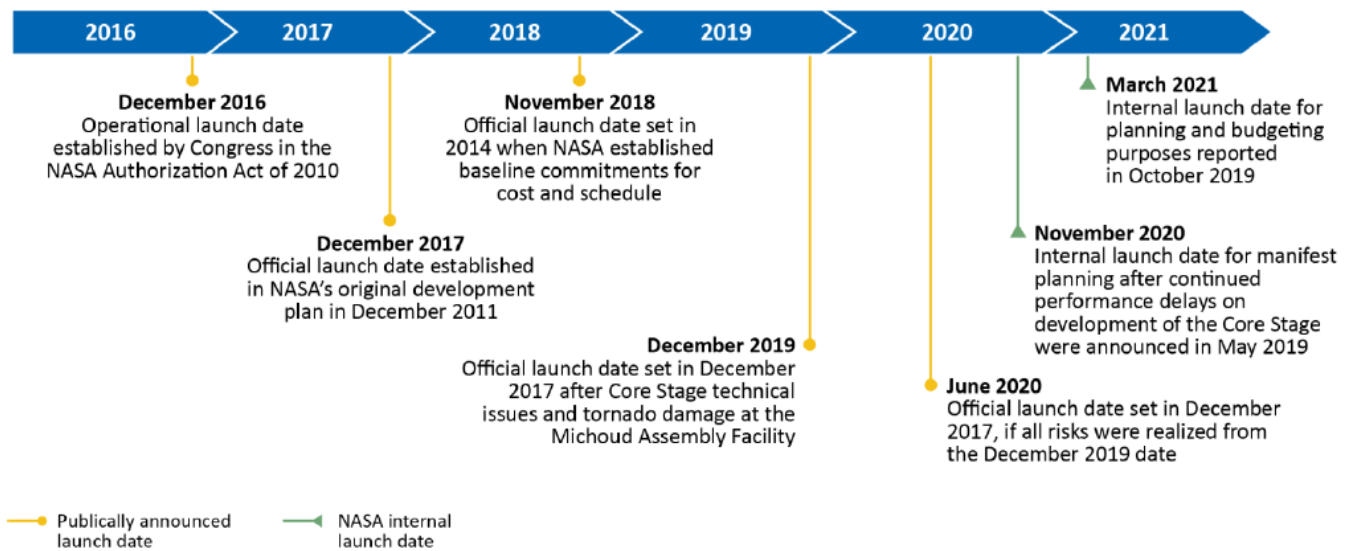 2016
2017
2018
2019
2020
2021
December 2016
Operational launch date
established by Congress in the
NASA Authorization Act of 2010
December 2017
Official launch date established
in NASA's original development
plan in December 2011
November 2018
Official launch date set in
2014 when NASA established
baseline commitments for
cost and schedule
December 2019
Official launch date set in December
2017 after Core Stage technical
issues and tornado damage at the
Michoud Assembly Facility
June 2020
Official launch date set in December
2017, if all risks were realized from
the December 2019 date
November 2020
Internal launch date for manifest
planning after continued
performance delays on
development of the Core Stage
were announced in May 2019
March 2021
Internal launch date for
planning and budgeting
purposes reported
in October 2019
Publically announced
launch date
NASA internal
launch date